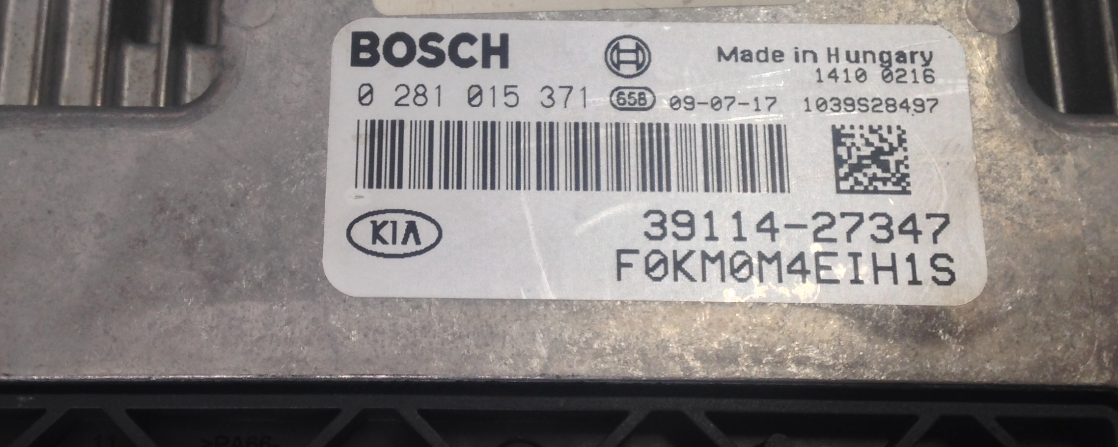 BOSCH
Made in Hungary
1410 0216
0 281 015 371 658 09-07-17 1039S28497
KIA
39114-27347
F0KM0M4EIH1S
>PA66-